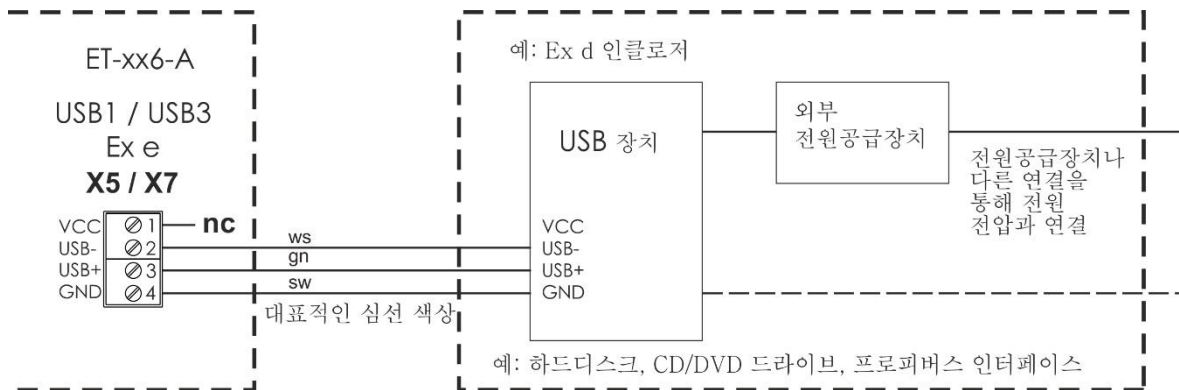 ET-xx6-A
USB1 / USB3
Ex e
X5 / X7
VCC 1 nc
USB- 2
USB+ 3
GND 4
ws
gn
sw
대표적인 심선 색상
예: Ex d 인클로저
USB 장치
VCC
USB-
USB+
GND
외부
전원공급장치
전원공급장치나
다른 연결을
통해 전원
전압과 연결
예: 하드디스크, CD/DVD 드라이브, 프로피버스 인터페이스